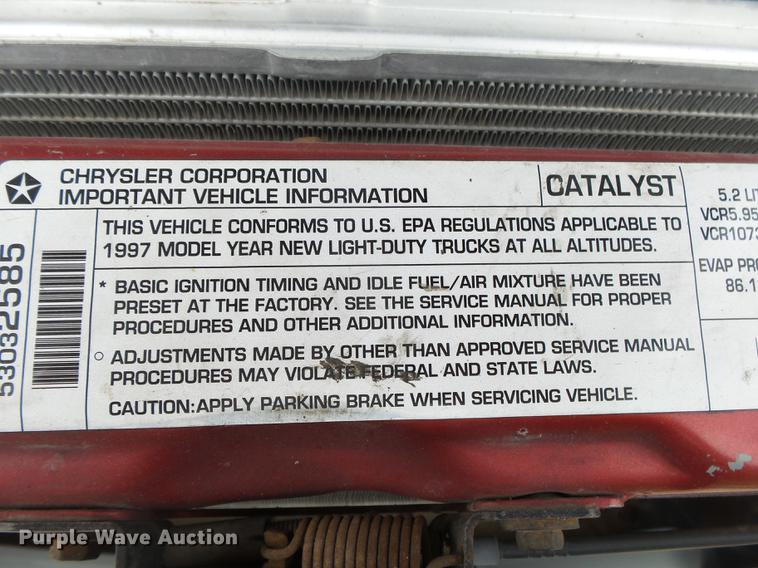 CHRYSLER CORPORATION
IMPORTANT VEHICLE INFORMATION
CATALYST
THIS VEHICLE CONFORMS TO U.S. EPA REGULATIONS APPLICABLE TO
1997 MODEL YEAR NEW LIGHT-DUTY TRUCKS AT ALL ALTITUDES.
* BASIC IGNITION TIMING AND IDLE FUEL/AIR MIXTURE HAVE BEEN
PRESET AT THE FACTORY. SEE THE SERVICE MANUAL FOR PROPER
PROCEDURES AND OTHER ADDITIONAL INFORMATION.
○ ADJUSTMENTS MADE BY OTHER THAN APPROVED SERVICE MANUAL
PROCEDURES MAY VIOLATE FEDERAL AND STATE LAWS.
CAUTION:APPLY PARKING BRAKE WHEN SERVICING VEHICLE.
53032585
5.2 LIT
VCR5.95
VCR1073
EVAP PRO
86.1
Purple Wave Auction